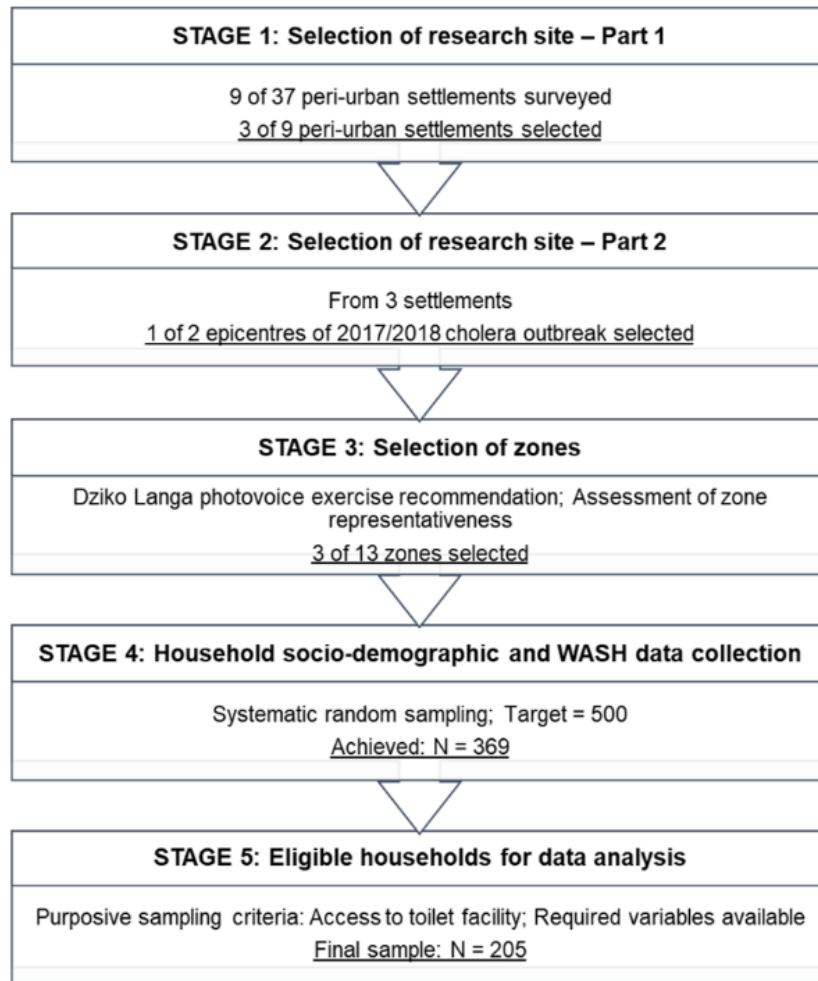 STAGE 1: Selection of research site – Part 1
9 of 37 peri-urban settlements surveyed
3 of 9 peri-urban settlements selected
STAGE 2: Selection of research site – Part 2
From 3 settlements
1 of 2 epicentres of 2017/2018 cholera outbreak selected
STAGE 3: Selection of zones
Dziko Langa photovoice exercise recommendation; Assessment of zone
representativeness
3 of 13 zones selected
STAGE 4: Household socio-demographic and WASH data collection
Systematic random sampling; Target = 500
Achieved: N = 369
STAGE 5: Eligible households for data analysis
Purposive sampling criteria: Access to toilet facility; Required variables available
Final sample: N = 205